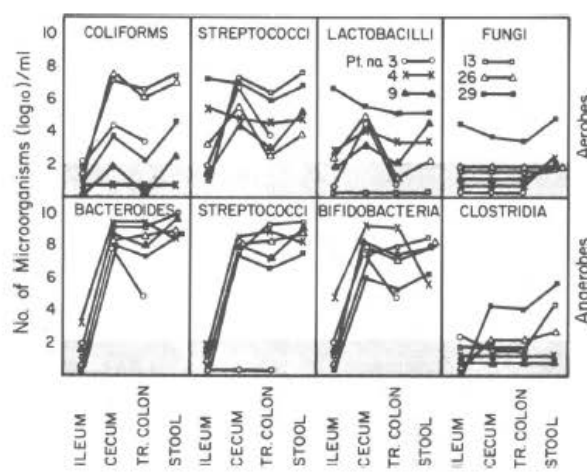 No. of Microorganisms (log10)/ml
10
8
6
4
2
COLIFORMS
STREPTOCOCCI
LACTOBACILLI
Pt. no. 3
4
9
FUNGI
13
26
29
Aerobes
10
8
6
4
2
BACTEROIDES
STREPTOCOCCI
BIFIDOBACTERIA
CLOSTRIDIA
Anaerobes
ILEUM
CECUM
TR. COLON
STOOL
ILEUM
CECUM
TR. COLON
STOOL
ILEUM
CECUM
TR. COLON
STOOL
ILEUM
CECUM
TR. COLON
STOOL